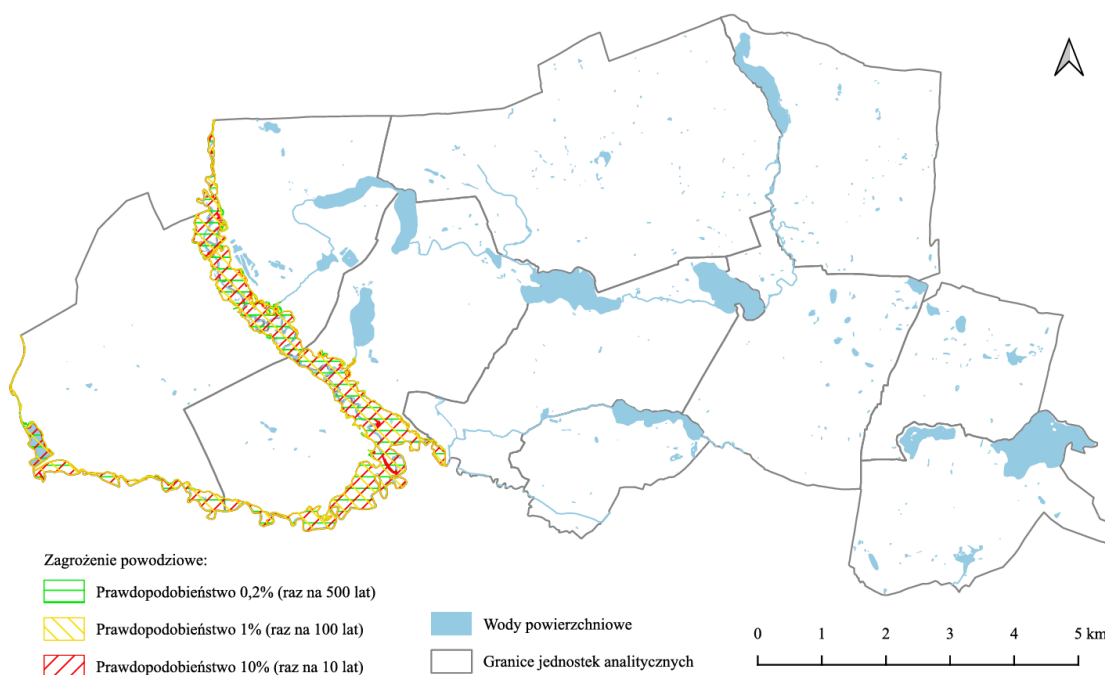 Zagrożenie powodziowe:
Prawdopodobieństwo 0,2% (raz na 500 lat)
Prawdopodobieństwo 1% (raz na 100 lat)
Prawdopodobieństwo 10% (raz na 10 lat)
Wody powierzchniowe
Granice jednostek analitycznych
0 1 2 3 4 5 km